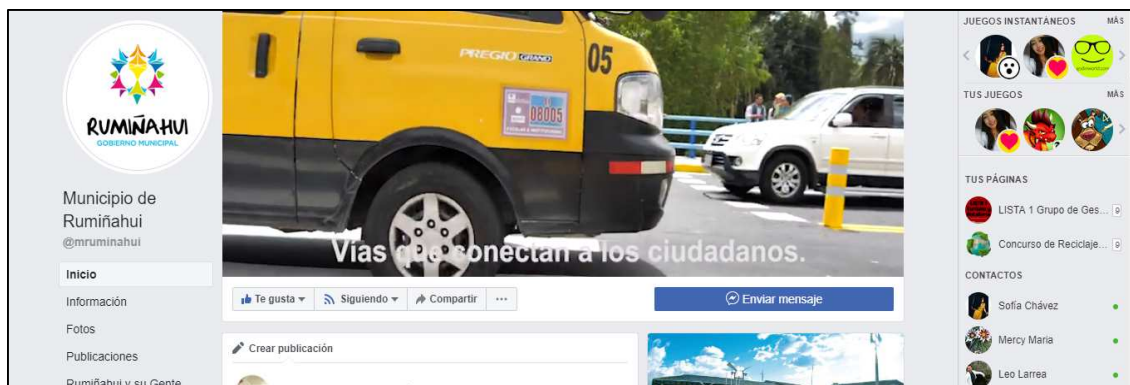 RUMIÑAHUI
GOBIERNO MUNICIPAL
Municipio de
Rumiñahui
@mruminahui
Inicio
Información
Fotos
Publicaciones
Rumiñahui y su Gente
PREGIO GRAND
05
08005
Vías que conectan a los ciudadanos.
Te gusta
Siguiendo
Compartir
Enviar mensaje
Crear publicación
JUEGOS INSTANTÁNEOS MÁS
TUS JUEGOS MÁS
TUS PÁGINAS
LISTA 1 Grupo de Ges... 9
Concurso de Reciclaje... 9
CONTACTOS
Sofía Chávez
Mercy Maria
Leo Larrea